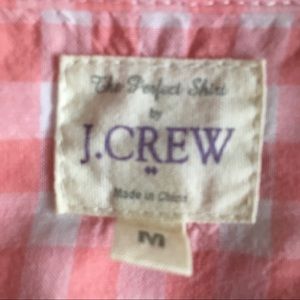 The Perfect Shirt
by
J.CREW
Made in China
M